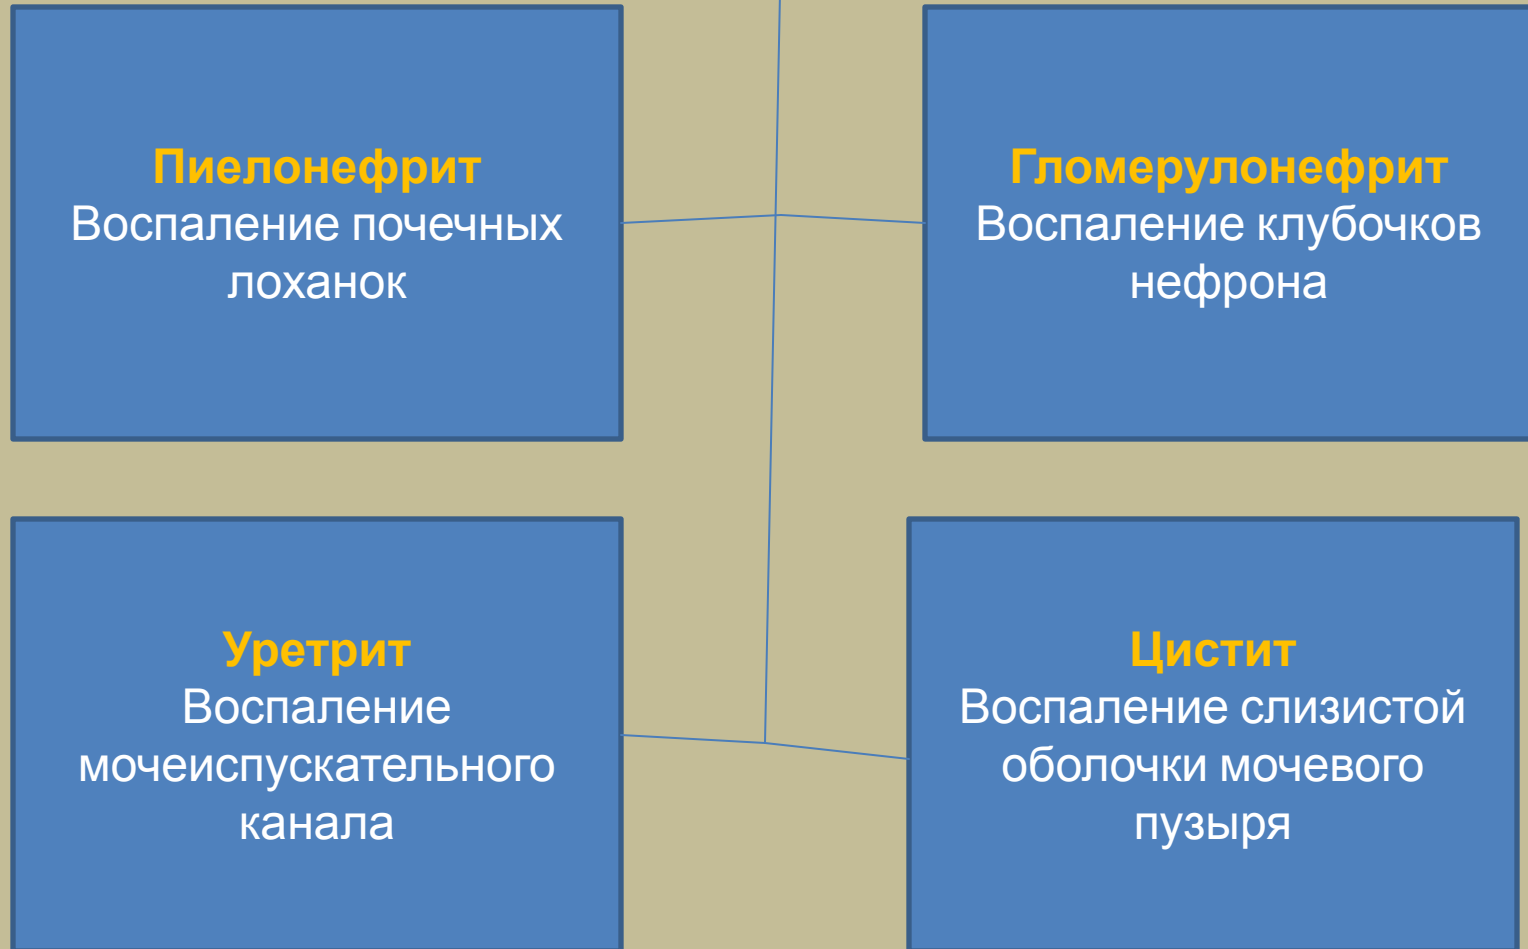 Пиелонефрит
Воспаление почечных
лоханок
Гломерулонефрит
Воспаление клубочков
нефрона
Уретрит
Воспаление
мочеиспускательного
канала
Цистит
Воспаление слизистой
оболочки мочевого
пузыря